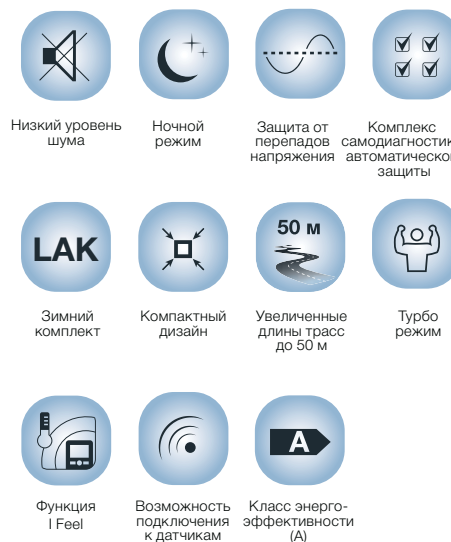 Низкий уровень
шума
Ночной
режим
Защита от
перепадов
напряжения
Комплекс
самодиагностик
автоматической
защиты
LAK
Зимний
комплект
Компактный
дизайн
50 м
Увеличенные
длины трасс
до 50 м
Турбо
режим
Функция
I Feel
Возможность
подключения
к датчикам
A
Класс энерго-
эффективности
(А)